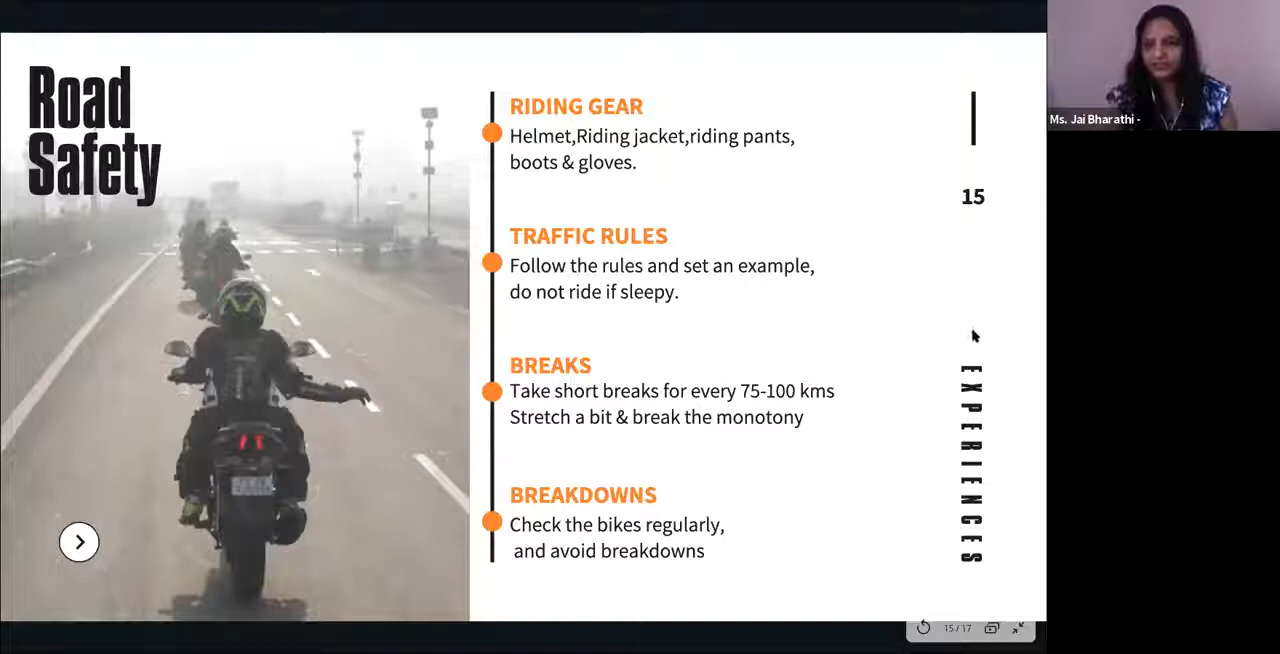 Road
Safety
RIDING GEAR
Helmet,Riding jacket,riding pants,
boots & gloves.
TRAFFIC RULES
Follow the rules and set an example,
do not ride if sleepy.
BREAKS
Take short breaks for every 75-100 kms
Stretch a bit & break the monotony
BREAKDOWNS
Check the bikes regularly,
and avoid breakdowns
15
EXPERIENCES
15/17
Ms. Jai Bharathi -